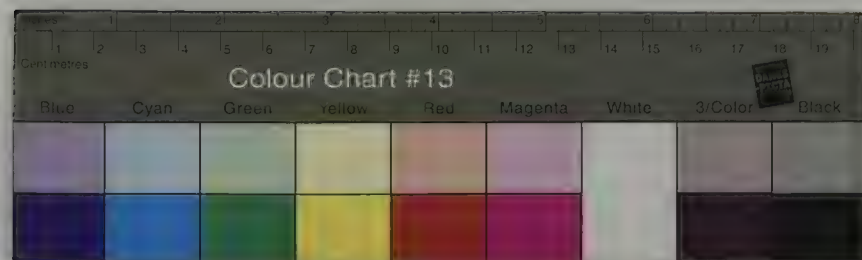 Inches 1 2 3 4 5 6 7 8
1 2 3 4 5 6 7 8 9 10 11 12 13 14 15 16 17 18 19
Centimetres
Colour Chart #13
Blue Cyan Green Yellow Red Magenta White 3/Color Black